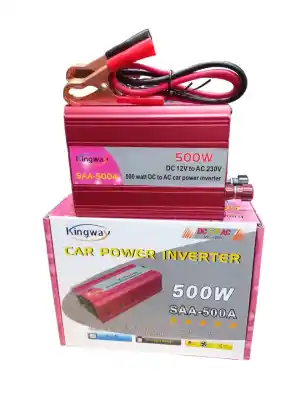 Kingway
500W
DC 12V to AC 230V
SAA-500A
500 watt DC to AC car power inverter
Kingway
CAR POWER INVERTER
500W
SAA-500A